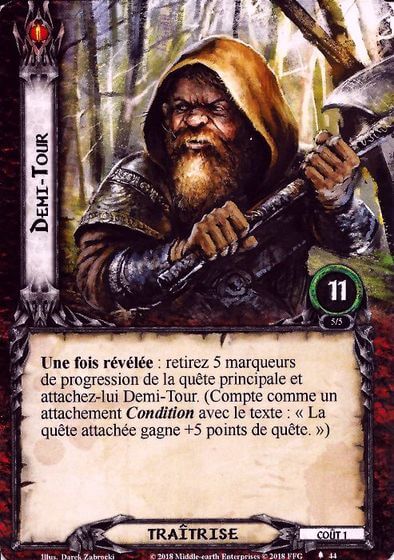 DEMI-TOUR
11
5/5
Une fois révélée : retirez 5 marqueurs
de progression de la quête principale et
attachez-lui Demi-Tour. (Compte comme un
attachement Condition avec le texte : « La
quête attachée gagne +5 points de quête. »)
TRAÎTRISE
COÛT 1
Illus. Darek Zabrocki
© 2018 Middle-earth Enterprises © 2018 FFG
44